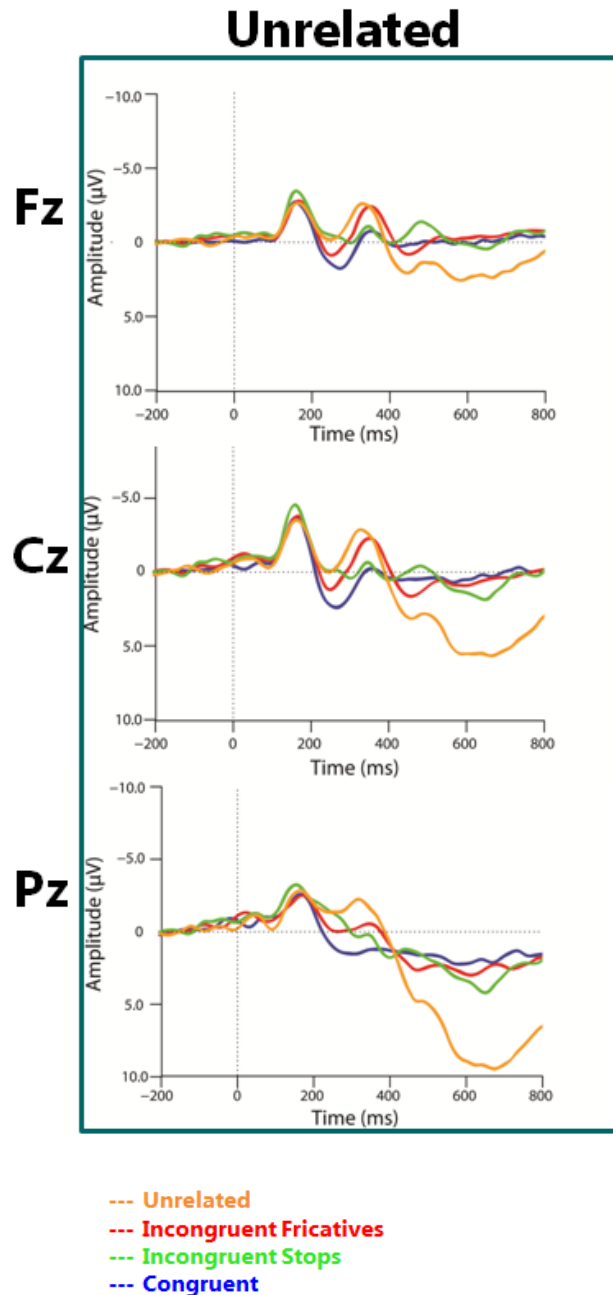 Unrelated
Fz
Amplitude (µV)
−10.0
−5.0
0
5.0
10.0
−200 0 200 400 600 800
Time (ms)
Cz
Amplitude (µV)
−5.0
0
5.0
10.0
−200 0 200 400 600 800
Time (ms)
Pz
Amplitude (µV)
−10.0
−5.0
0
5.0
10.0
−200 0 200 400 600 800
Time (ms)
--- Unrelated
--- Incongruent Fricatives
--- Incongruent Stops
--- Congruent